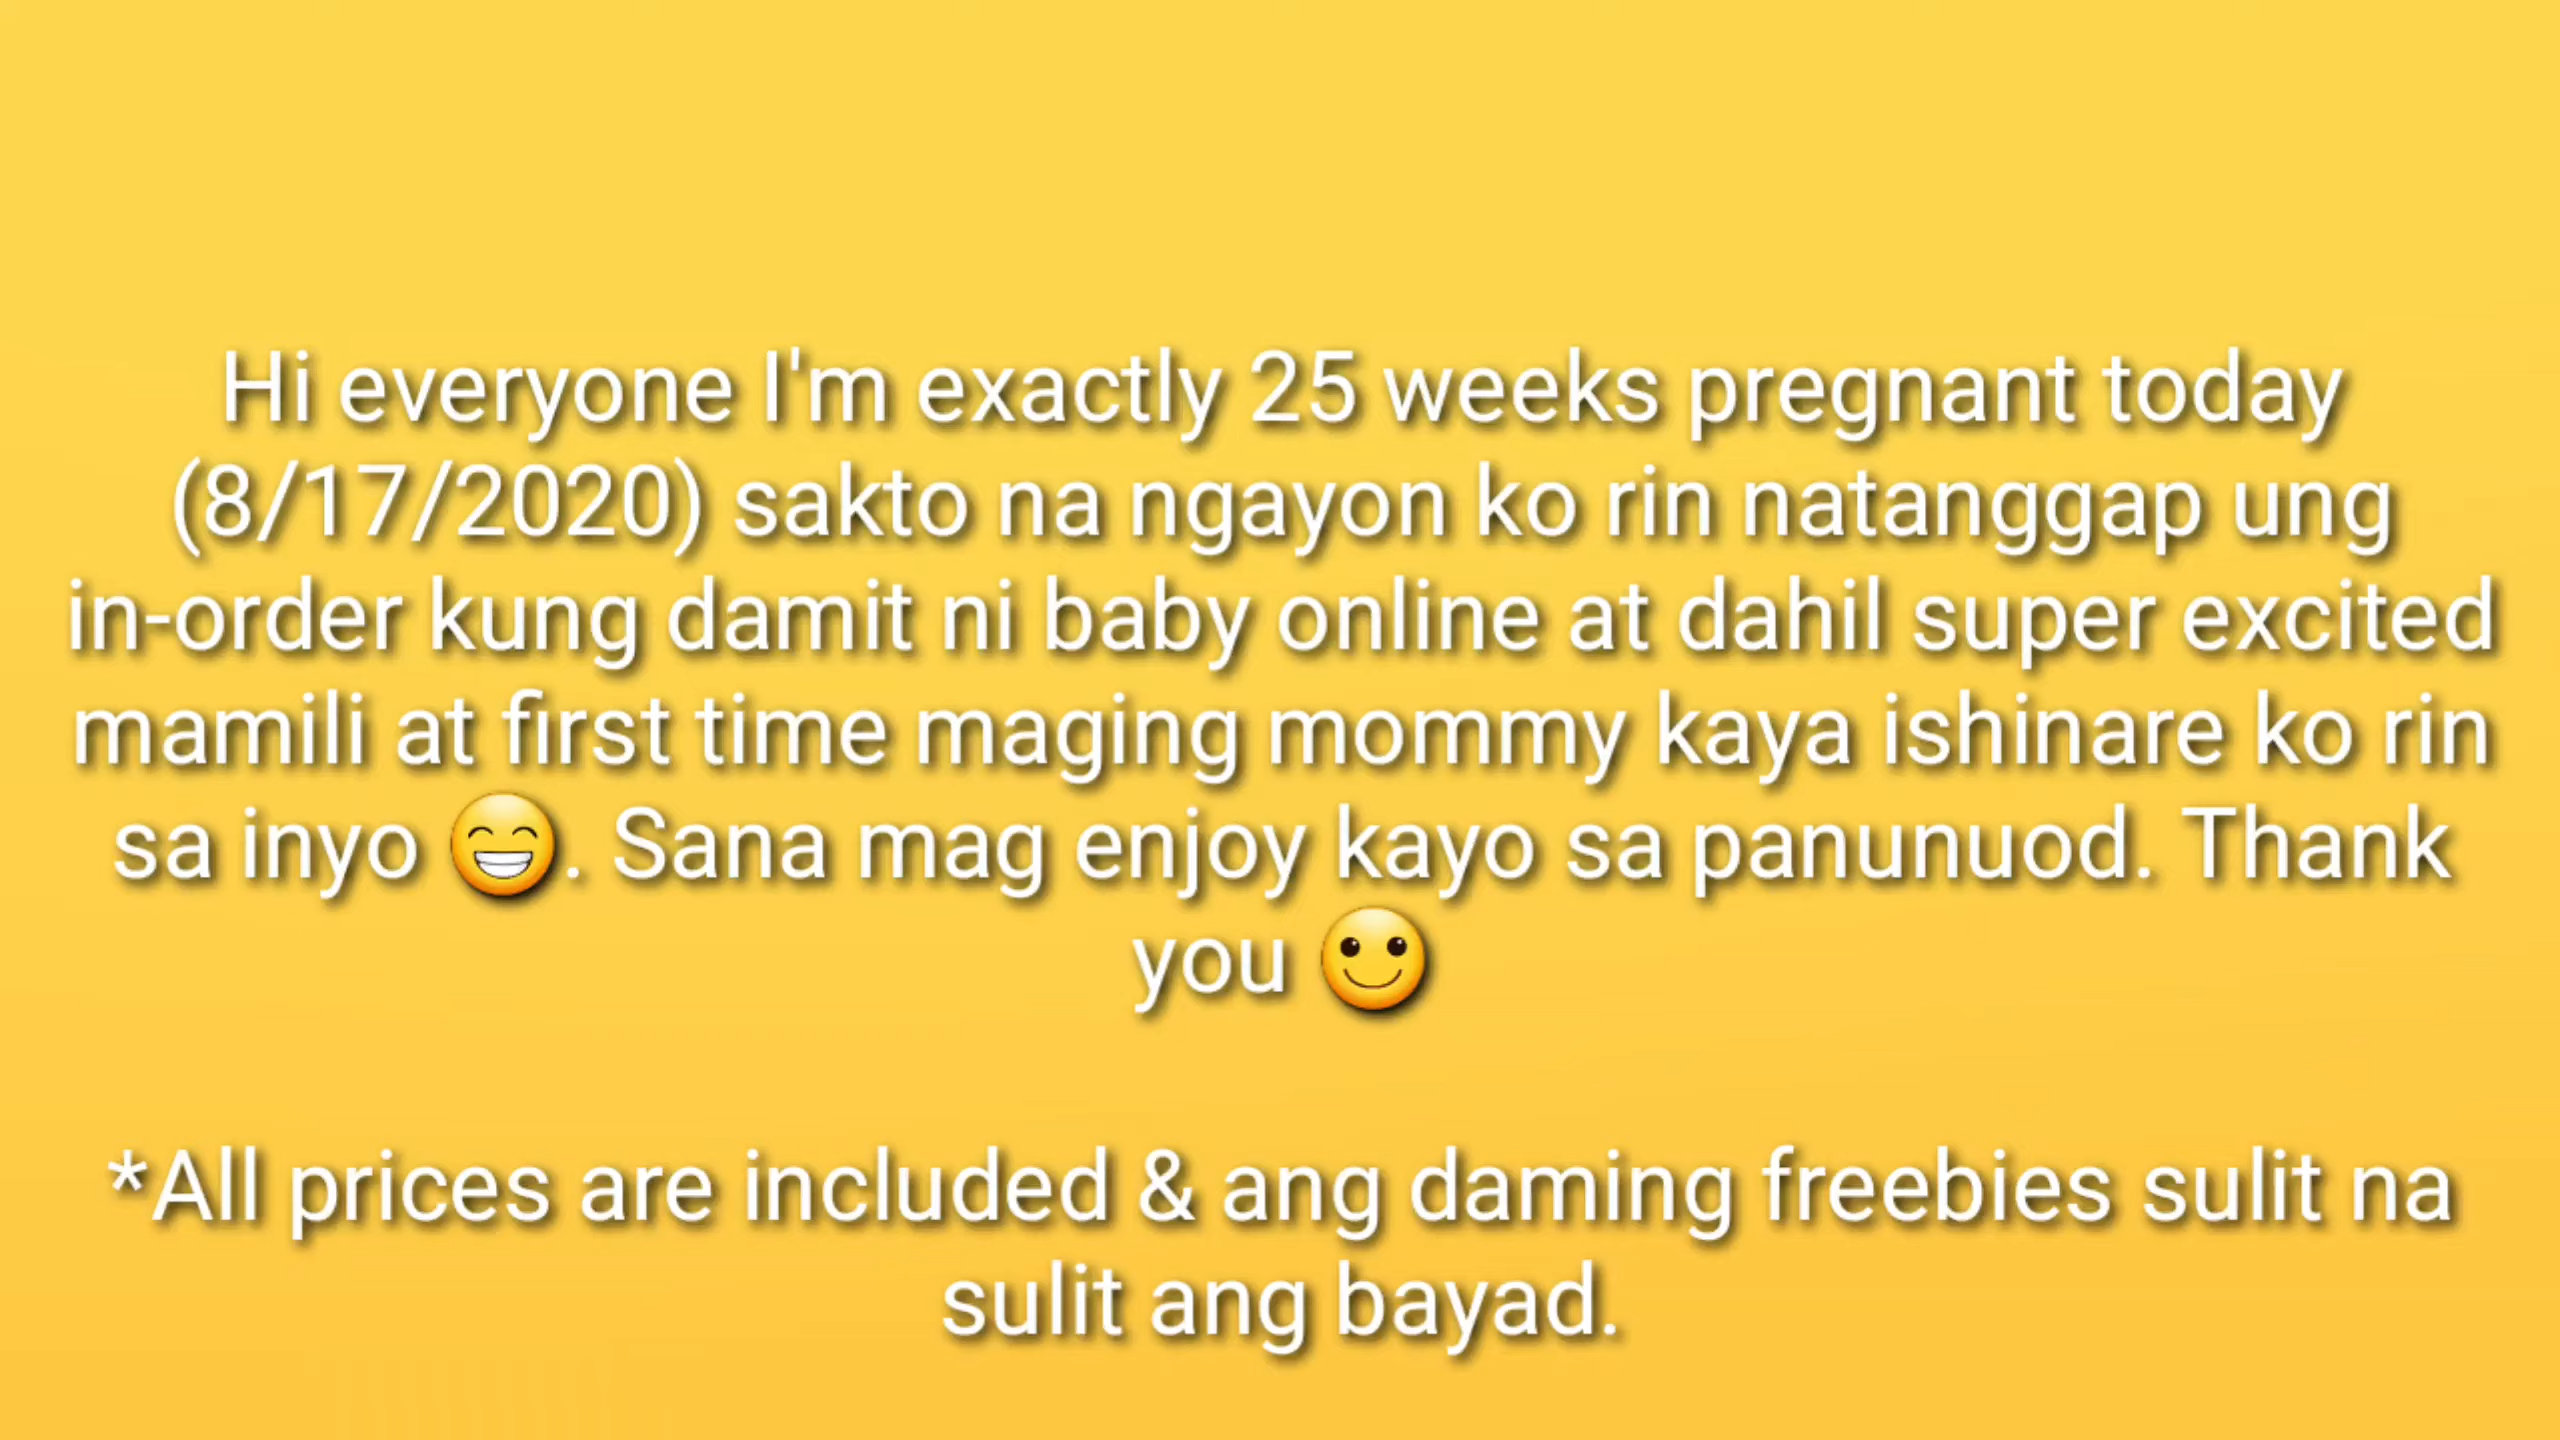 Hi everyone I'm exactly 25 weeks pregnant today
(8/17/2020) sakto na ngayon ko rin natanggap ung
in-order kung damit ni baby online at dahil super excited
mamili at first time maging mommy kaya ishinare ko rin
sa inyo 😁. Sana mag enjoy kayo sa panunuod. Thank
you 🙂
*All prices are included & ang daming freebies sulit na
sulit ang bayad.